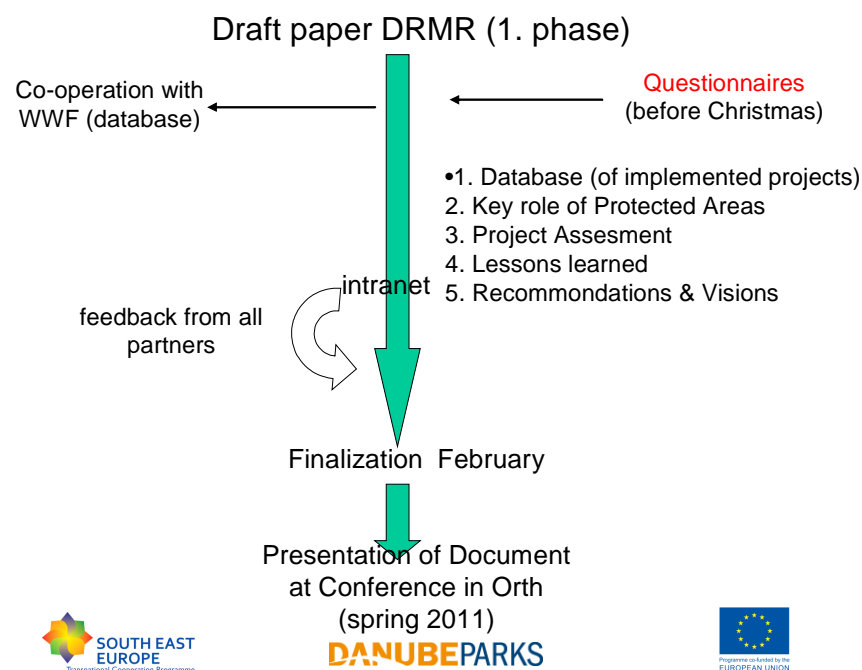 Draft paper DRMR (1. phase)
Co-operation with
WWF (database)
Questionnaires
(before Christmas)
•1. Database (of implemented projects)
2. Key role of Protected Areas
3. Project Assesment
4. Lessons learned
5. Recommondations & Visions
intranet
feedback from all
partners
Finalization February
Presentation of Document
at Conference in Orth
(spring 2011)
SOUTH EAST
EUROPE
Transnational Cooperation Programme
DANUBEPARKS
Programme co-funded by the
EUROPEAN UNION